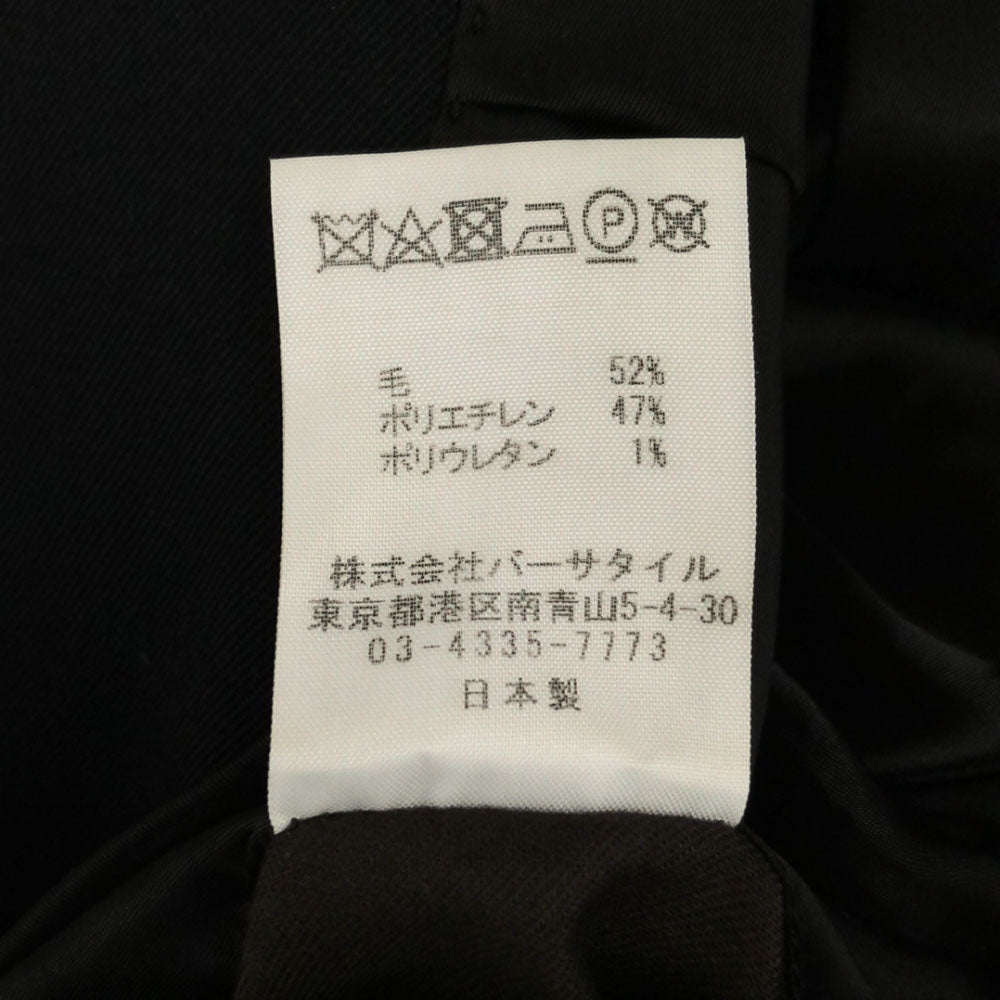 P
W
毛 52%
ポリエチレン 47%
ポリウレタン 1%
株式会社バーサタイル
東京都港区南青山5-4-30
03-4335-7773
日本製